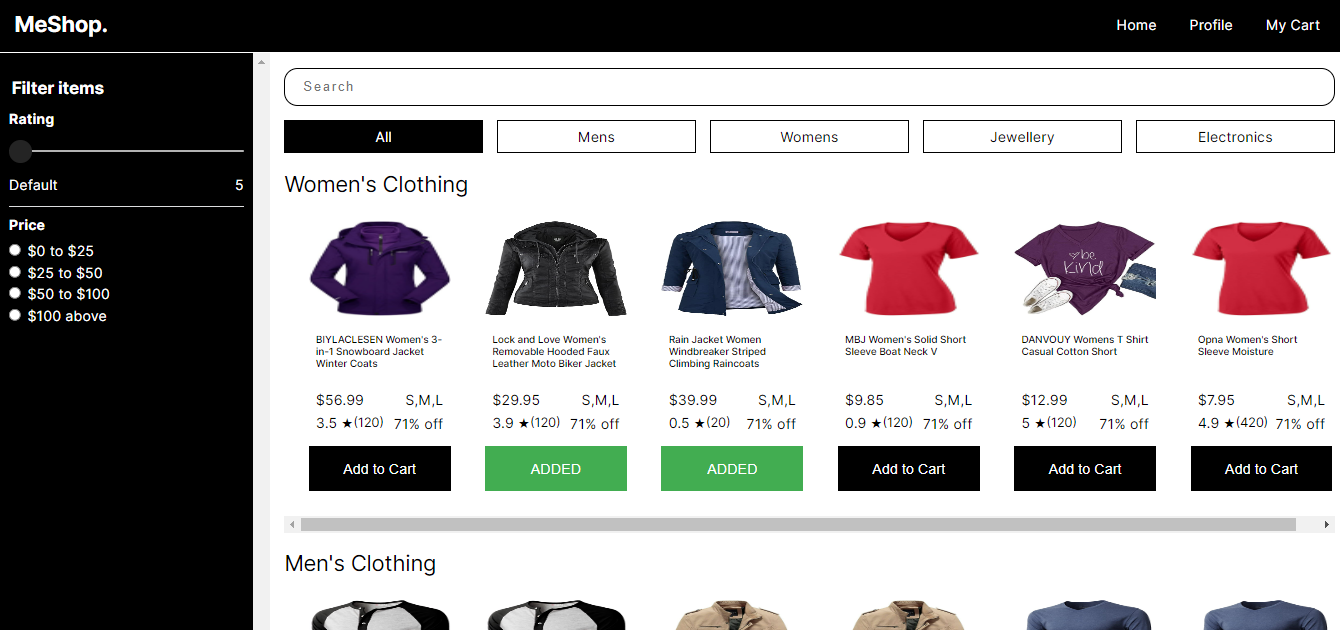 MeShop.
Home Profile My Cart
Filter items
Rating
Default 5
Price
$0 to $25
$25 to $50
$50 to $100
$100 above
Search
All Mens Womens Jewellery Electronics
Women's Clothing
be
kind
BIYLACLESEN Women's 3-
in-1 Snowboard Jacket
Winter Coats
$56.99 S,M,L
3.5 ★(120) 71% off
Add to Cart
Lock and Love Women's
Removable Hooded Faux
Leather Moto Biker Jacket
$29.95 S,M,L
3.9 ★(120) 71% off
ADDED
Rain Jacket Women
Windbreaker Striped
Climbing Raincoats
$39.99 S,M,L
0.5 ★(20) 71% off
ADDED
MBJ Women's Solid Short
Sleeve Boat Neck V
$9.85 S,M,L
0.9 ★(120) 71% off
Add to Cart
DANVOUY Womens T Shirt
Casual Cotton Short
$12.99 S,M,L
5 ★(120) 71% off
Add to Cart
Opna Women's Short
Sleeve Moisture
$7.95 S,M,L
4.9 ★(420) 71% off
Add to Cart
Men's Clothing